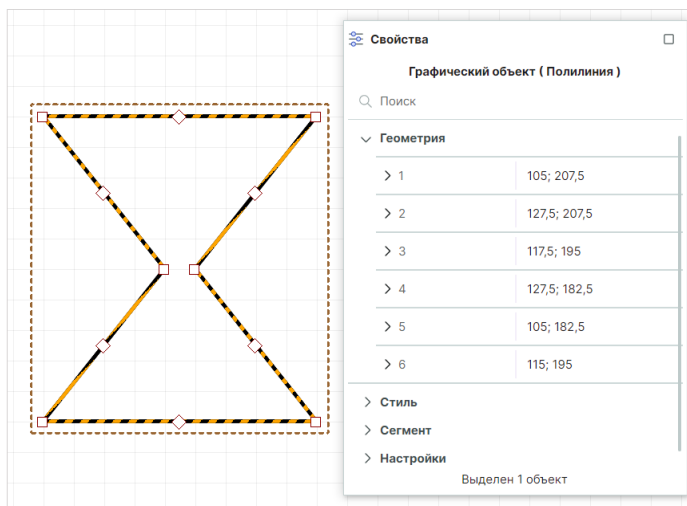 Свойства
Графический объект ( Полилиния )
Поиск
Геометрия
1 105; 207,5
2 127,5; 207,5
3 117,5; 195
4 127,5; 182,5
5 105; 182,5
6 115; 195
Стиль
Сегмент
Настройки
Выделен 1 объект